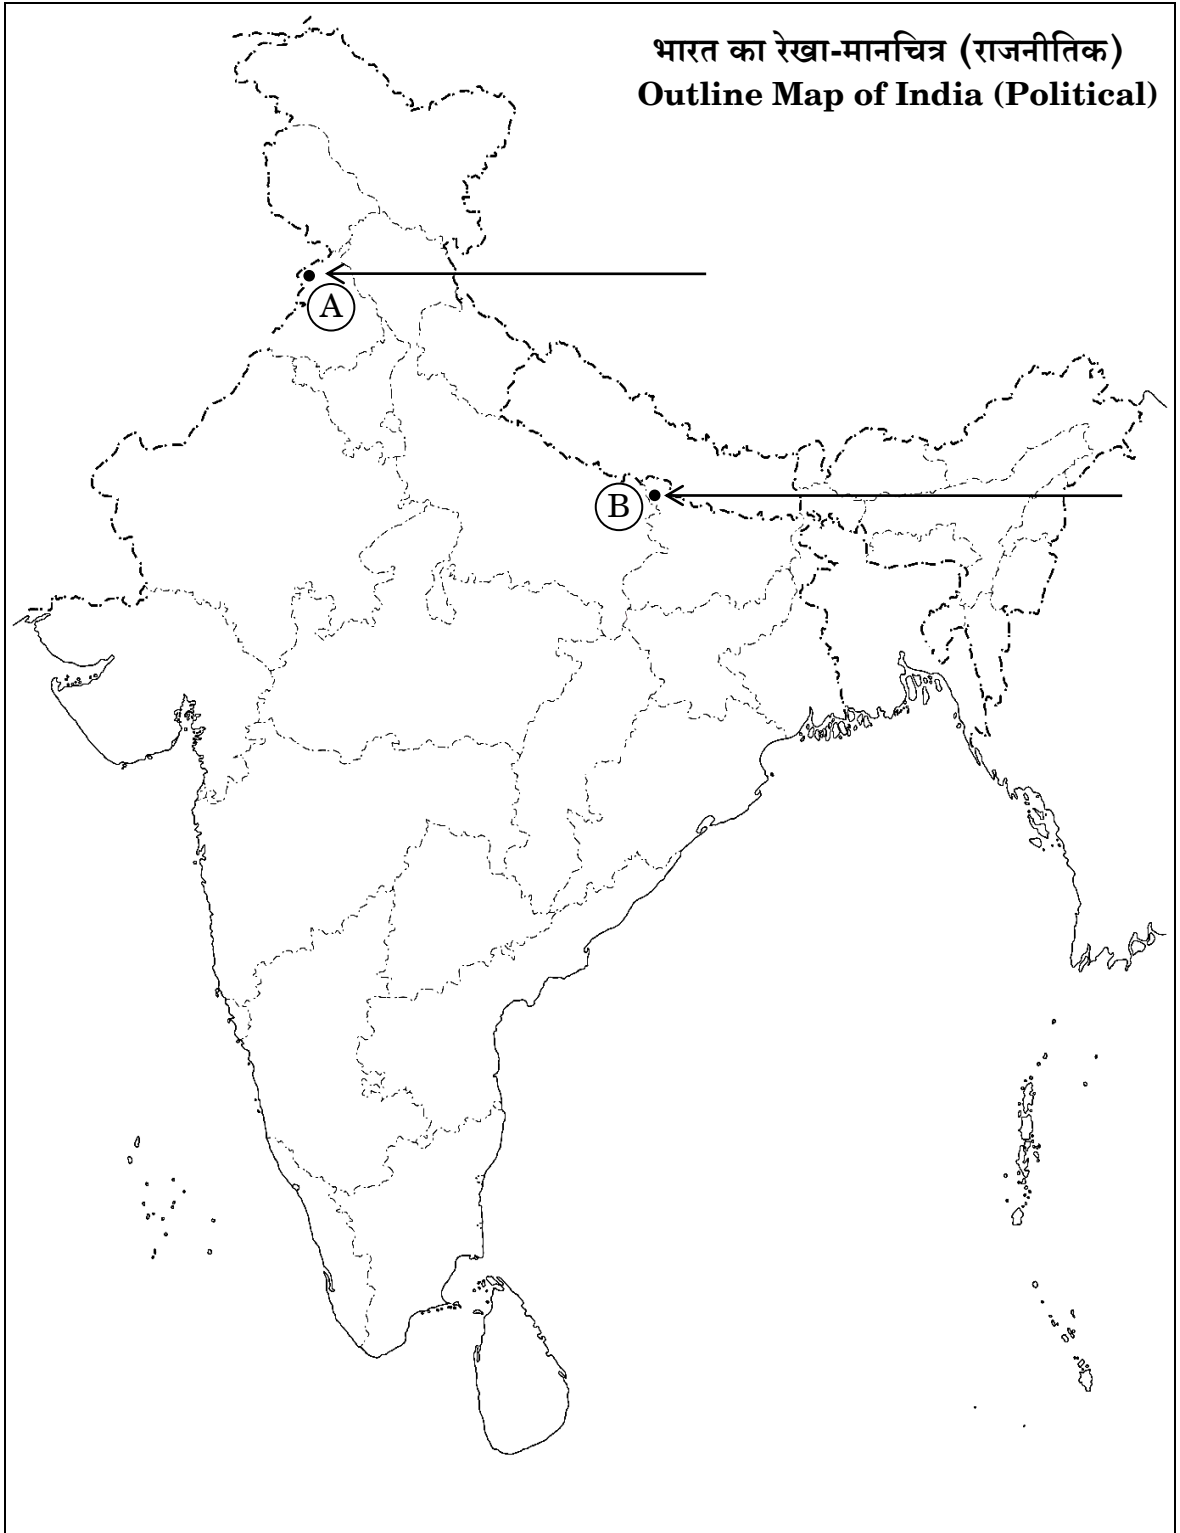 भारत का रेखा-मानचित्र (राजनीतिक)
Outline Map of India (Political)
A
B